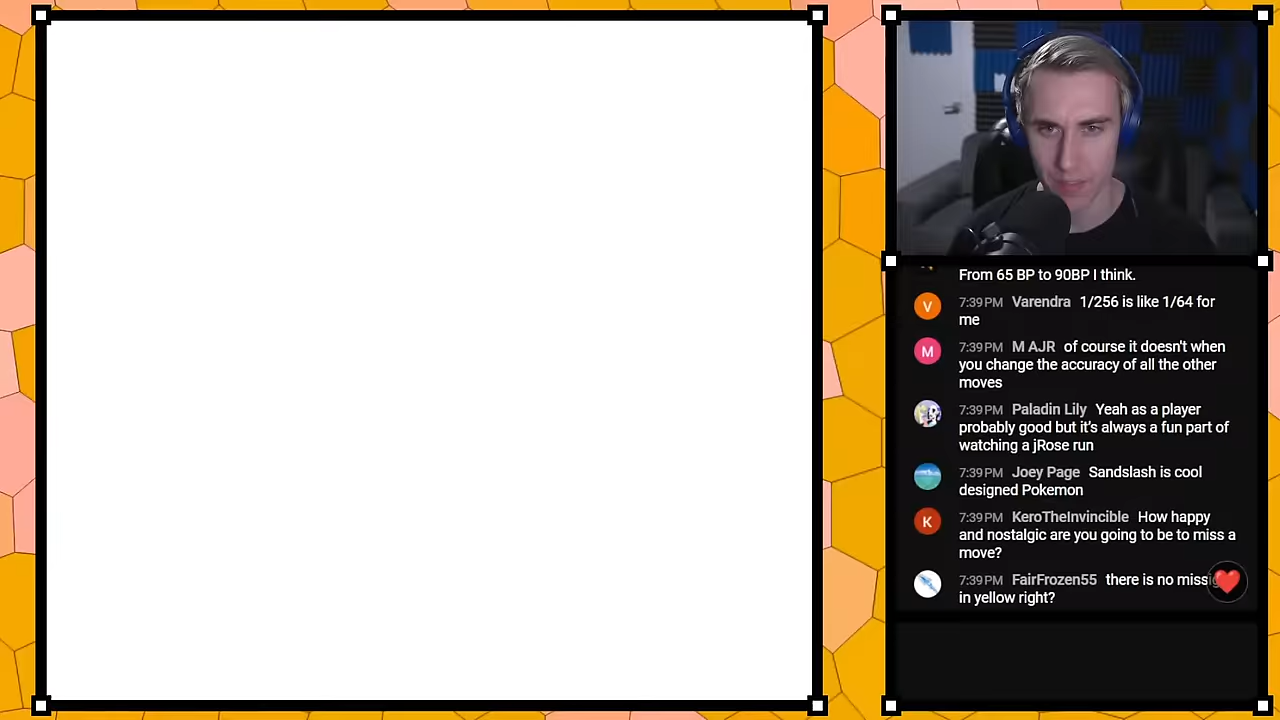 From 65 BP to 90BP I think.
V
7:39 PM Varendra 1/256 is like 1/64 for
me
M
7:39 PM M AJR of course it doesn't when
you change the accuracy of all the other
moves
7:39 PM Paladin Lily Yeah as a player
probably good but it's always a fun part of
watching a jRose run
7:39 PM Joey Page Sandslash is cool
designed Pokemon
K
7:39 PM KeroTheInvincible How happy
and nostalgic are you going to be to miss a
move?
7:39 PM FairFrozen55 there is no
in yellow right?